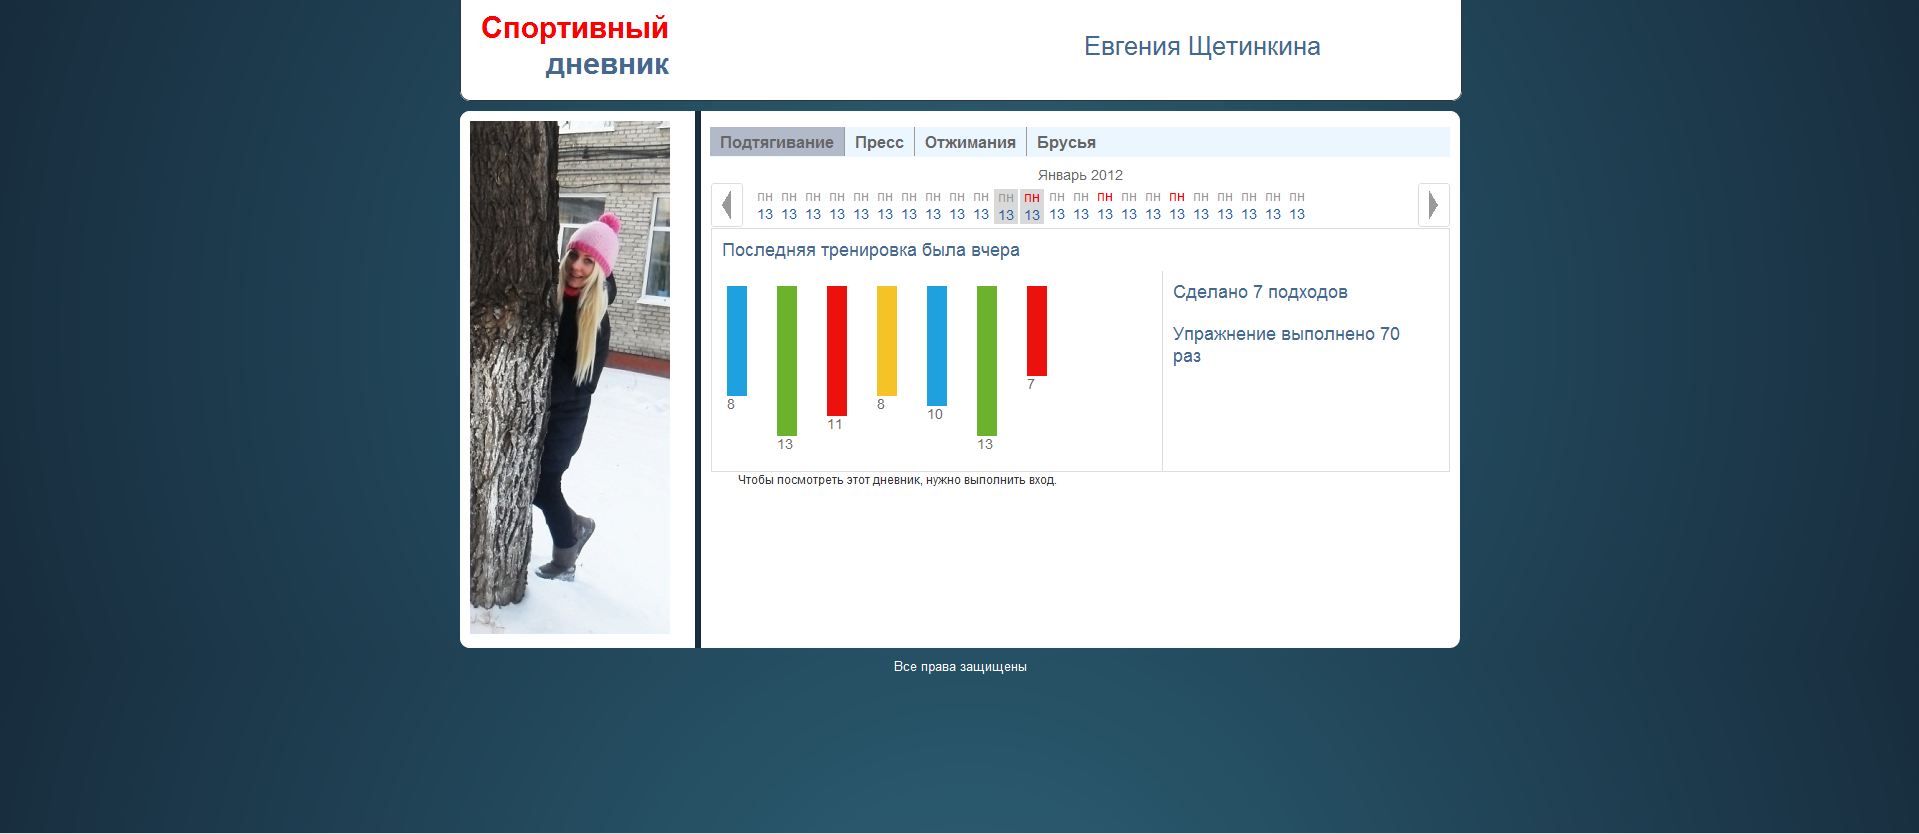 Спортивный
дневник
Евгения Щетинкина
Подтягивание Пресс Отжимания Брусья
Январь 2012
пн пн пн пн пн пн пн пн пн пн пн пн пн пн пн пн пн пн пн пн пн пн пн
13 13 13 13 13 13 13 13 13 13 13 13 13 13 13 13 13 13 13 13 13 13 13
Последняя тренировка была вчера
8 13 11 8 10 13 7
Сделано 7 подходов
Упражнение выполнено 70
раз
Чтобы посмотреть этот дневник, нужно выполнить вход.
Все права защищены